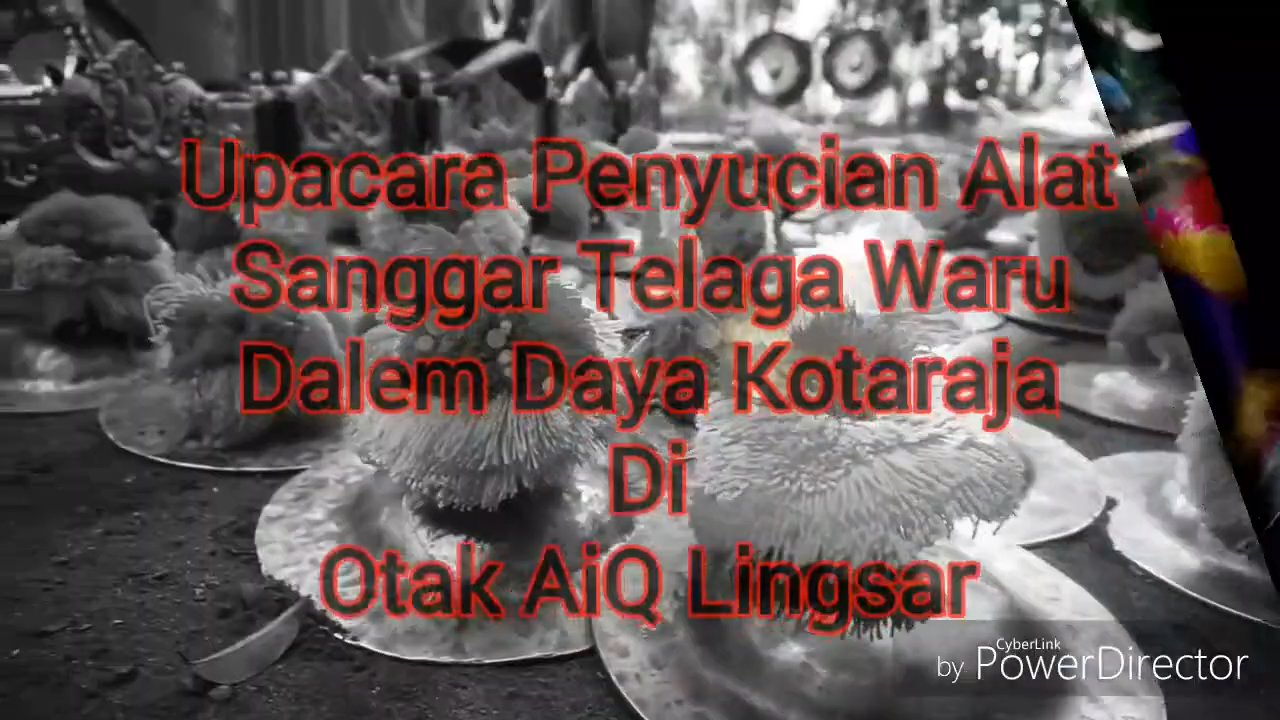 Upacara Penyucian Alat
Sanggar Telaga Waru
Dalem Daya Kotaraja
Di
Otak AiQ Lingsar
CyberLink
by PowerDirector